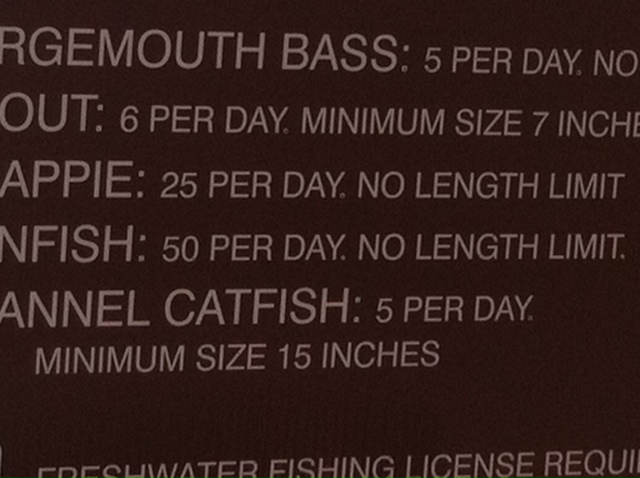 RGEMOUTH BASS: 5 PER DAY. NO
OUT: 6 PER DAY. MINIMUM SIZE 7 INCHE
APPIE: 25 PER DAY. NO LENGTH LIMIT
NFISH: 50 PER DAY. NO LENGTH LIMIT.
ANNEL CATFISH: 5 PER DAY.
MINIMUM SIZE 15 INCHES
FRESHWATER FISHING LICENSE REQUI